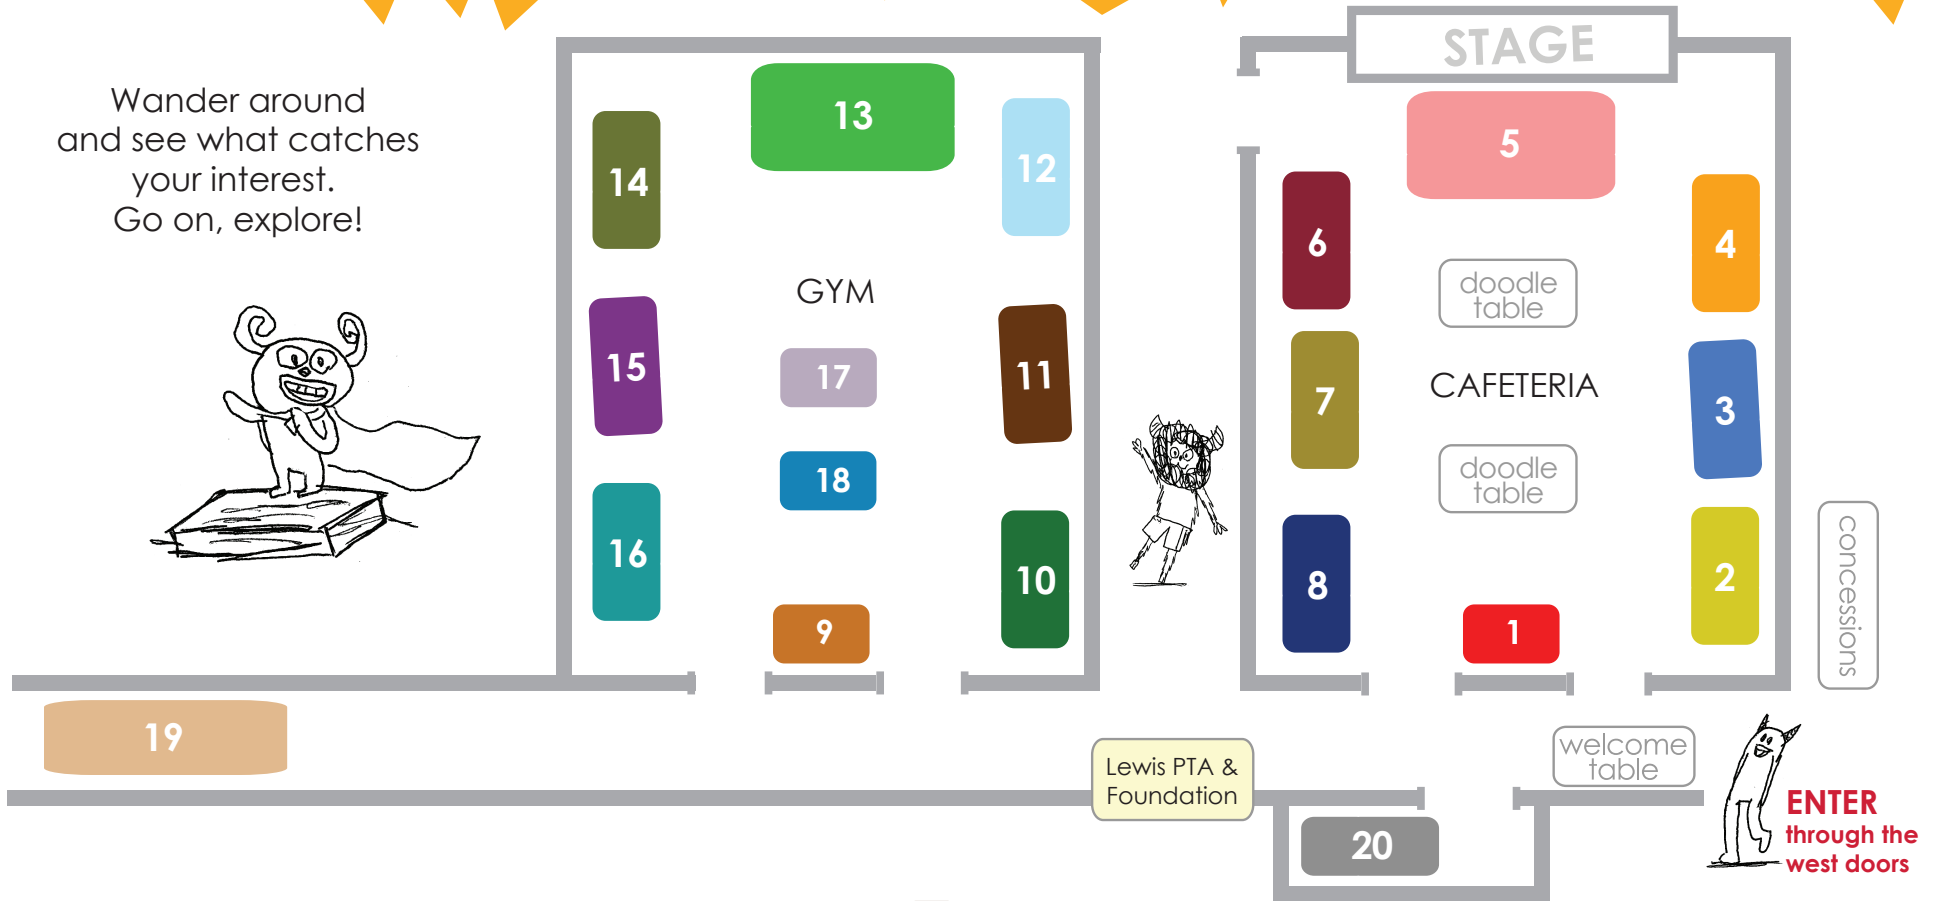 Wander around
and see what catches
your interest.
Go on, explore!
STAGE
13
14
12
5
6
4
GYM
doodle
table
15
17
11
7
CAFETERIA
3
18
doodle
table
16
10
8
2
concessions
9
1
19
Lewis PTA &
Foundation
welcome
table
20
ENTER
through the
west doors